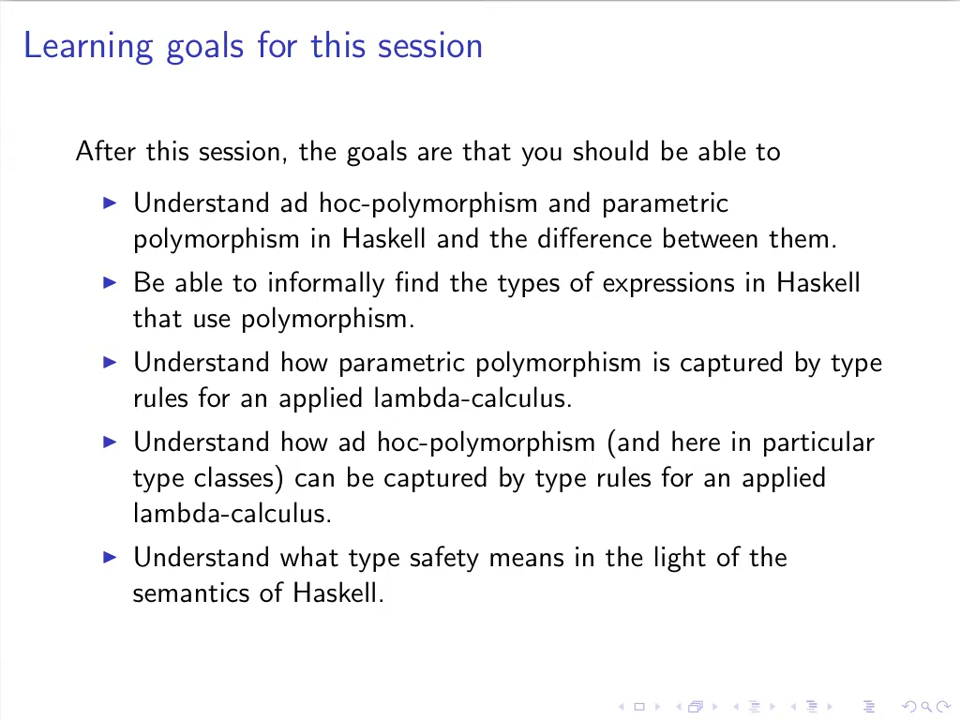 Learning goals for this session
After this session, the goals are that you should be able to
Understand ad hoc-polymorphism and parametric
polymorphism in Haskell and the difference between them.
Be able to informally find the types of expressions in Haskell
that use polymorphism.
Understand how parametric polymorphism is captured by type
rules for an applied lambda-calculus.
Understand how ad hoc-polymorphism (and here in particular
type classes) can be captured by type rules for an applied
lambda-calculus.
Understand what type safety means in the light of the
semantics of Haskell.